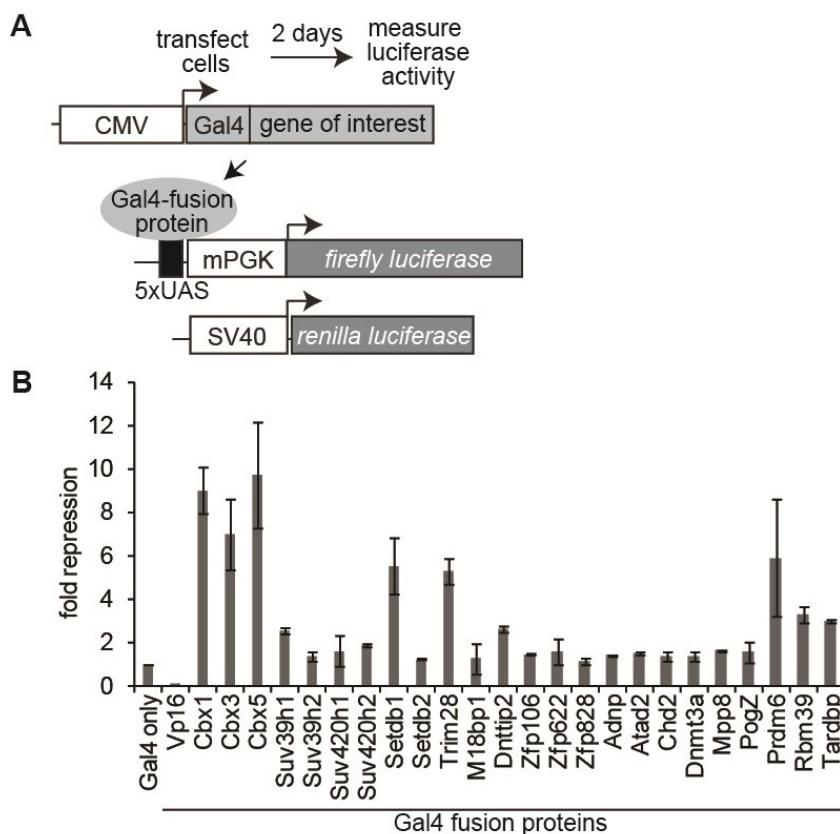 A
transfect
cells
2 days
measure
luciferase
activity
CMV
Gal4
gene of interest
Gal4-fusion
protein
mPGK
firefly luciferase
5xUAS
SV40
renilla luciferase
B
fold repression
14
12
10
8
6
4
2
0
Gal4 only
Vp16
Cbx1
Cbx3
Cbx5
Suv39h1
Suv39h2
Suv420h1
Suv420h2
Setdb1
Setdb2
Trim28
M18bp1
Dnttip2
Zfp106
Zfp622
Zfp828
Adnp
Atad2
Chd2
Dnmt3a
Mpp8
PogZ
Prdm6
Rbm39
Tardbp
Gal4 fusion proteins